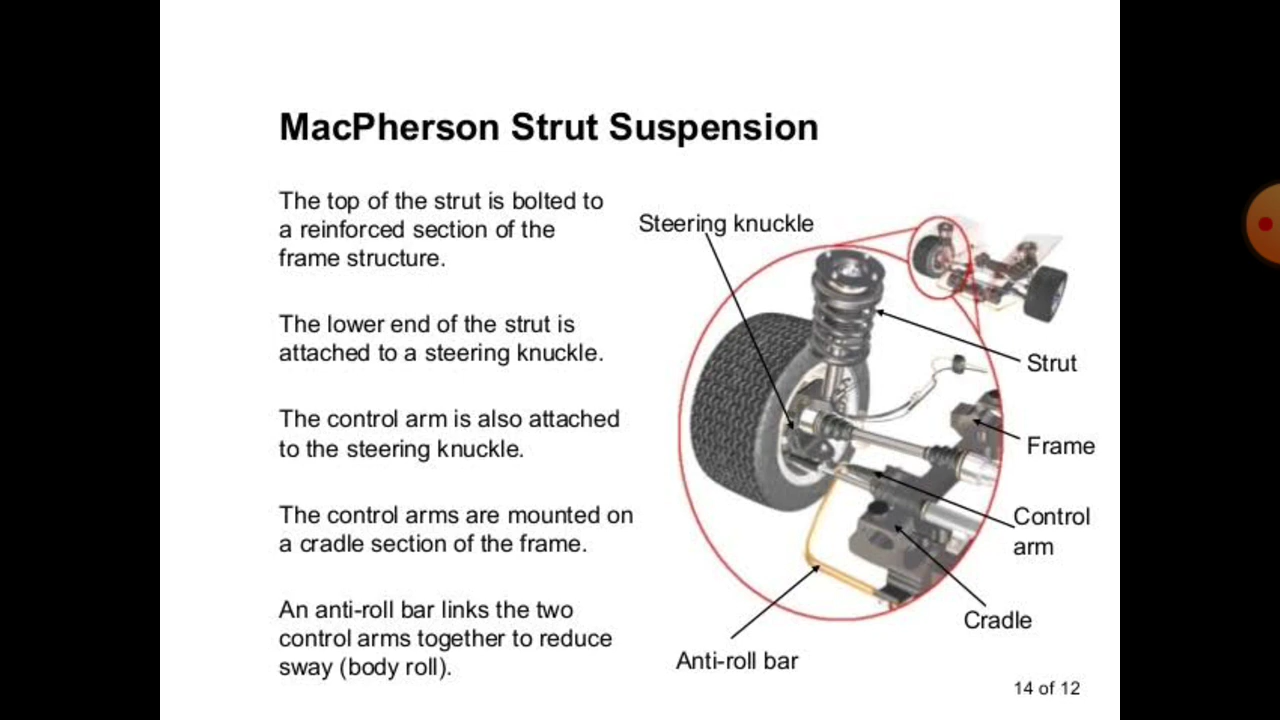 MacPherson Strut Suspension
The top of the strut is bolted to
a reinforced section of the
frame structure.
The lower end of the strut is
attached to a steering knuckle.
The control arm is also attached
to the steering knuckle.
The control arms are mounted on
a cradle section of the frame.
An anti-roll bar links the two
control arms together to reduce
sway (body roll).
Steering knuckle
Strut
Frame
Control
arm
Cradle
Anti-roll bar
14 of 12